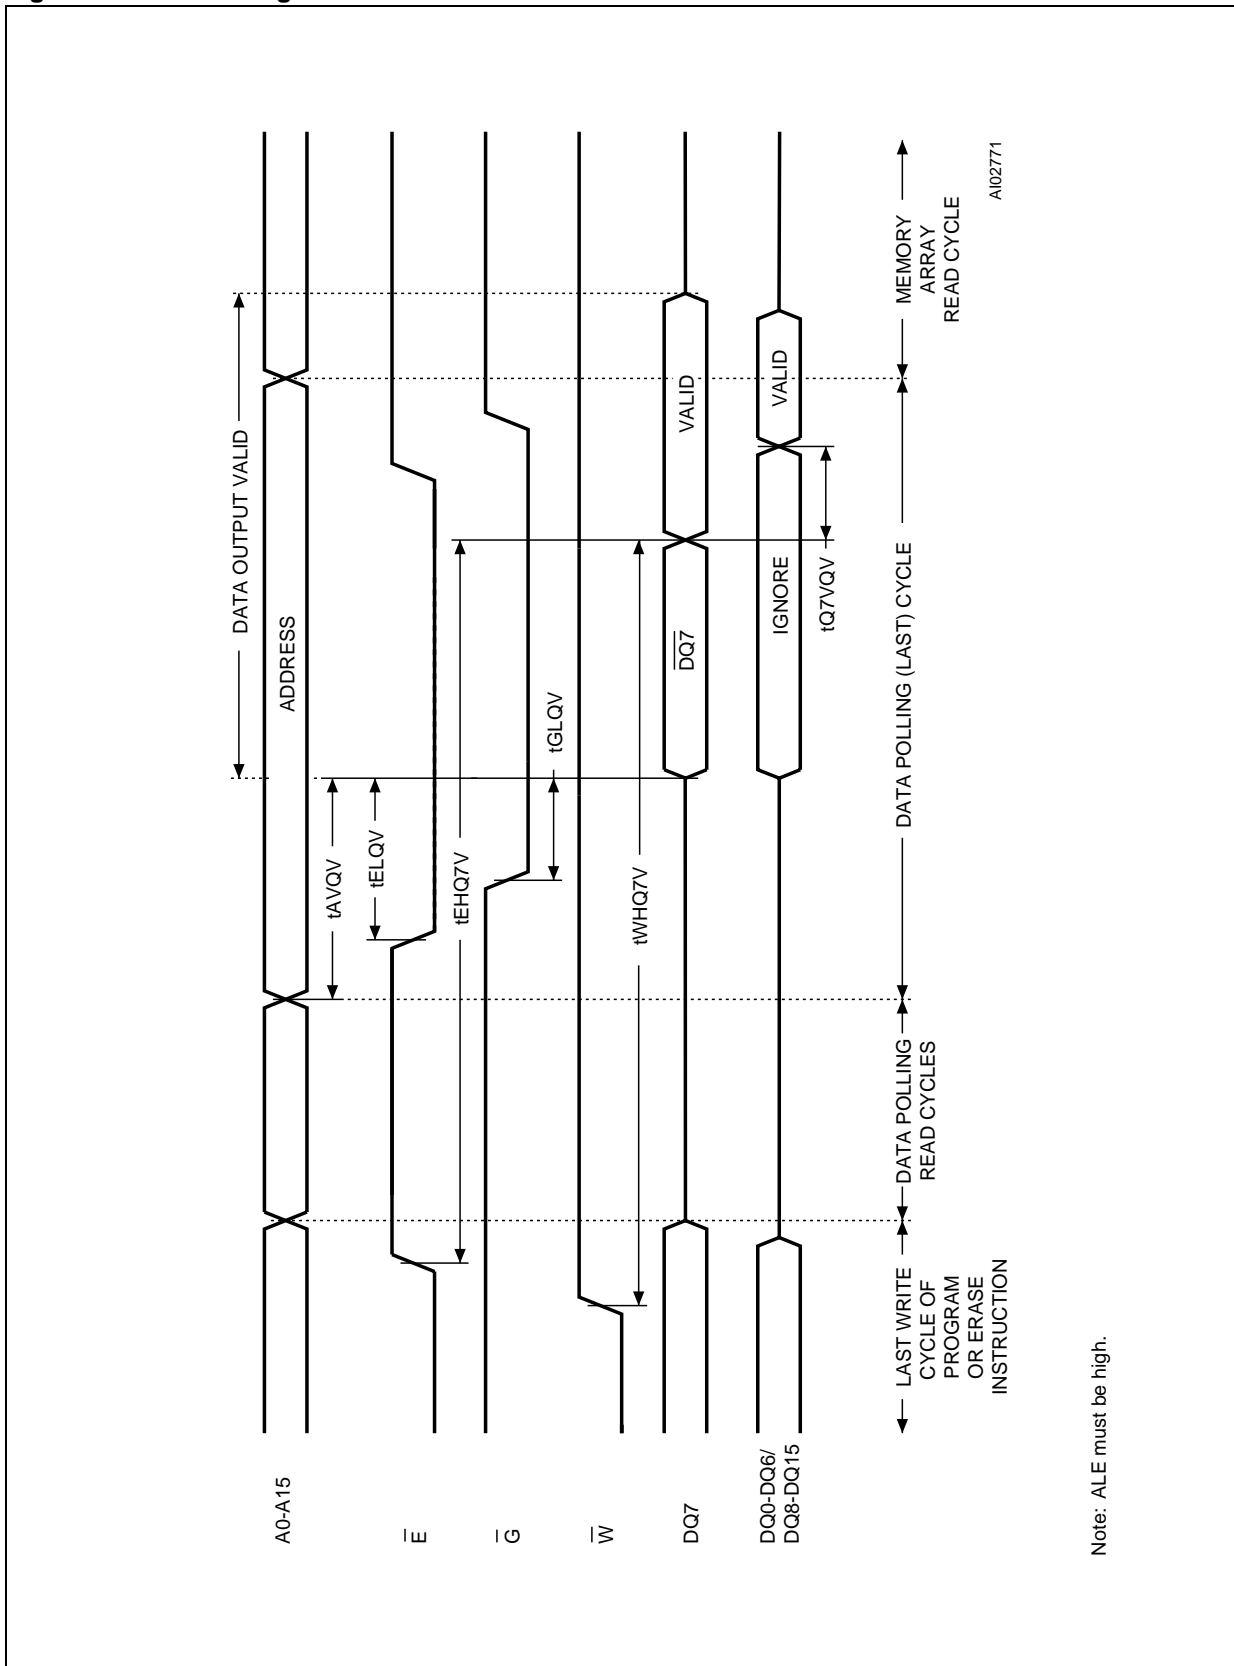 A0-A15
E
G
W
DQ7
DQ0-DQ6/
DQ8-DQ15
DATA OUTPUT VALID
ADDRESS
tAVQV
tELQV
tEHQ7V
tGLQV
tWHQ7V
DQ7
VALID
IGNORE
VALID
tQ7VQV
LAST WRITE
CYCLE OF
PROGRAM
OR ERASE
INSTRUCTION
DATA POLLING
READ CYCLES
DATA POLLING (LAST) CYCLE
MEMORY
ARRAY
READ CYCLE
AI02771
Note: ALE must be high.